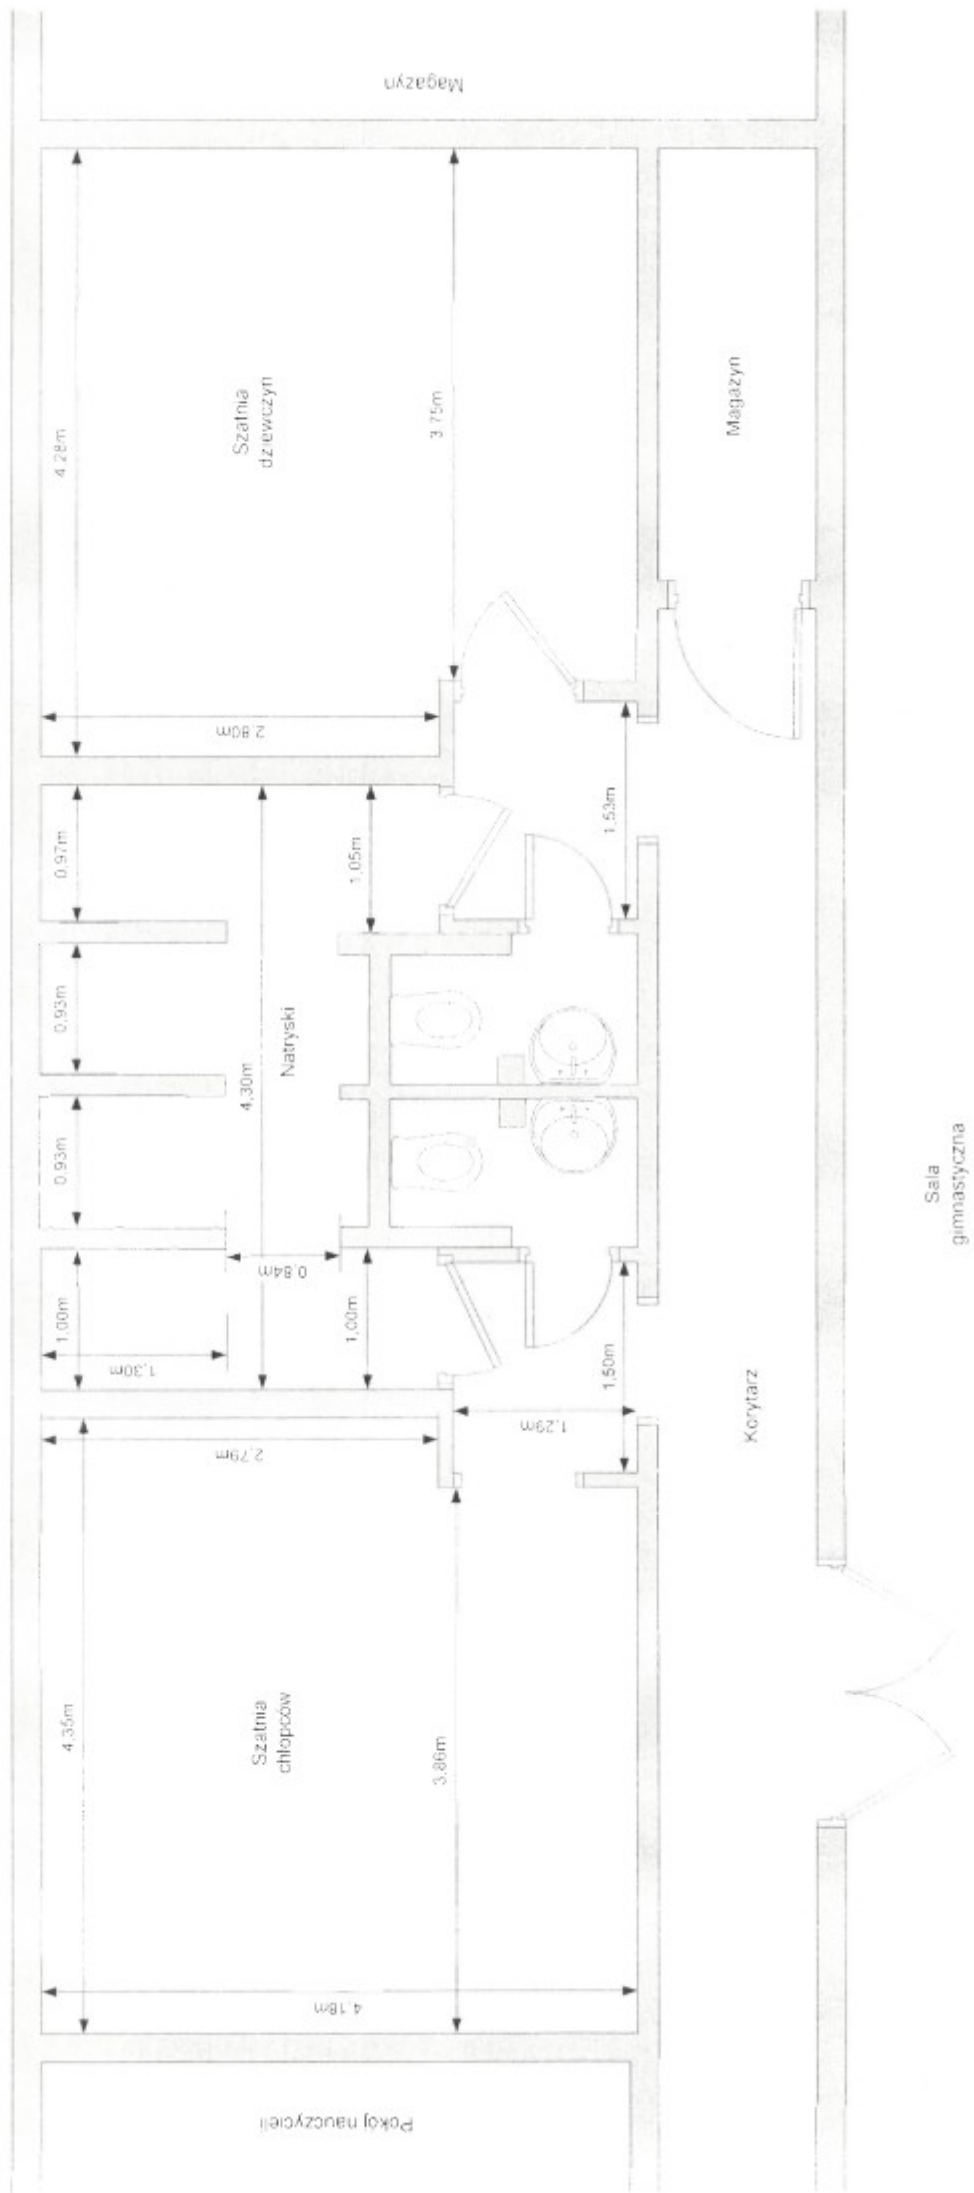 Magazyn
4.28m
Szatnia
dziewczyn
3.75m
Magazyn
2.80m
0,97m
1.05m
1,53m
0,93m
4.30m
Natryski
0.93m
0.84m
1.00m
1.00m
1.30m
1,50m
1.29m
2.79m
Korytarz
Sala
gimnastyczna
4,35m
Szatnia
chłopców
3.86m
4.18m
Pokój nauczycieli